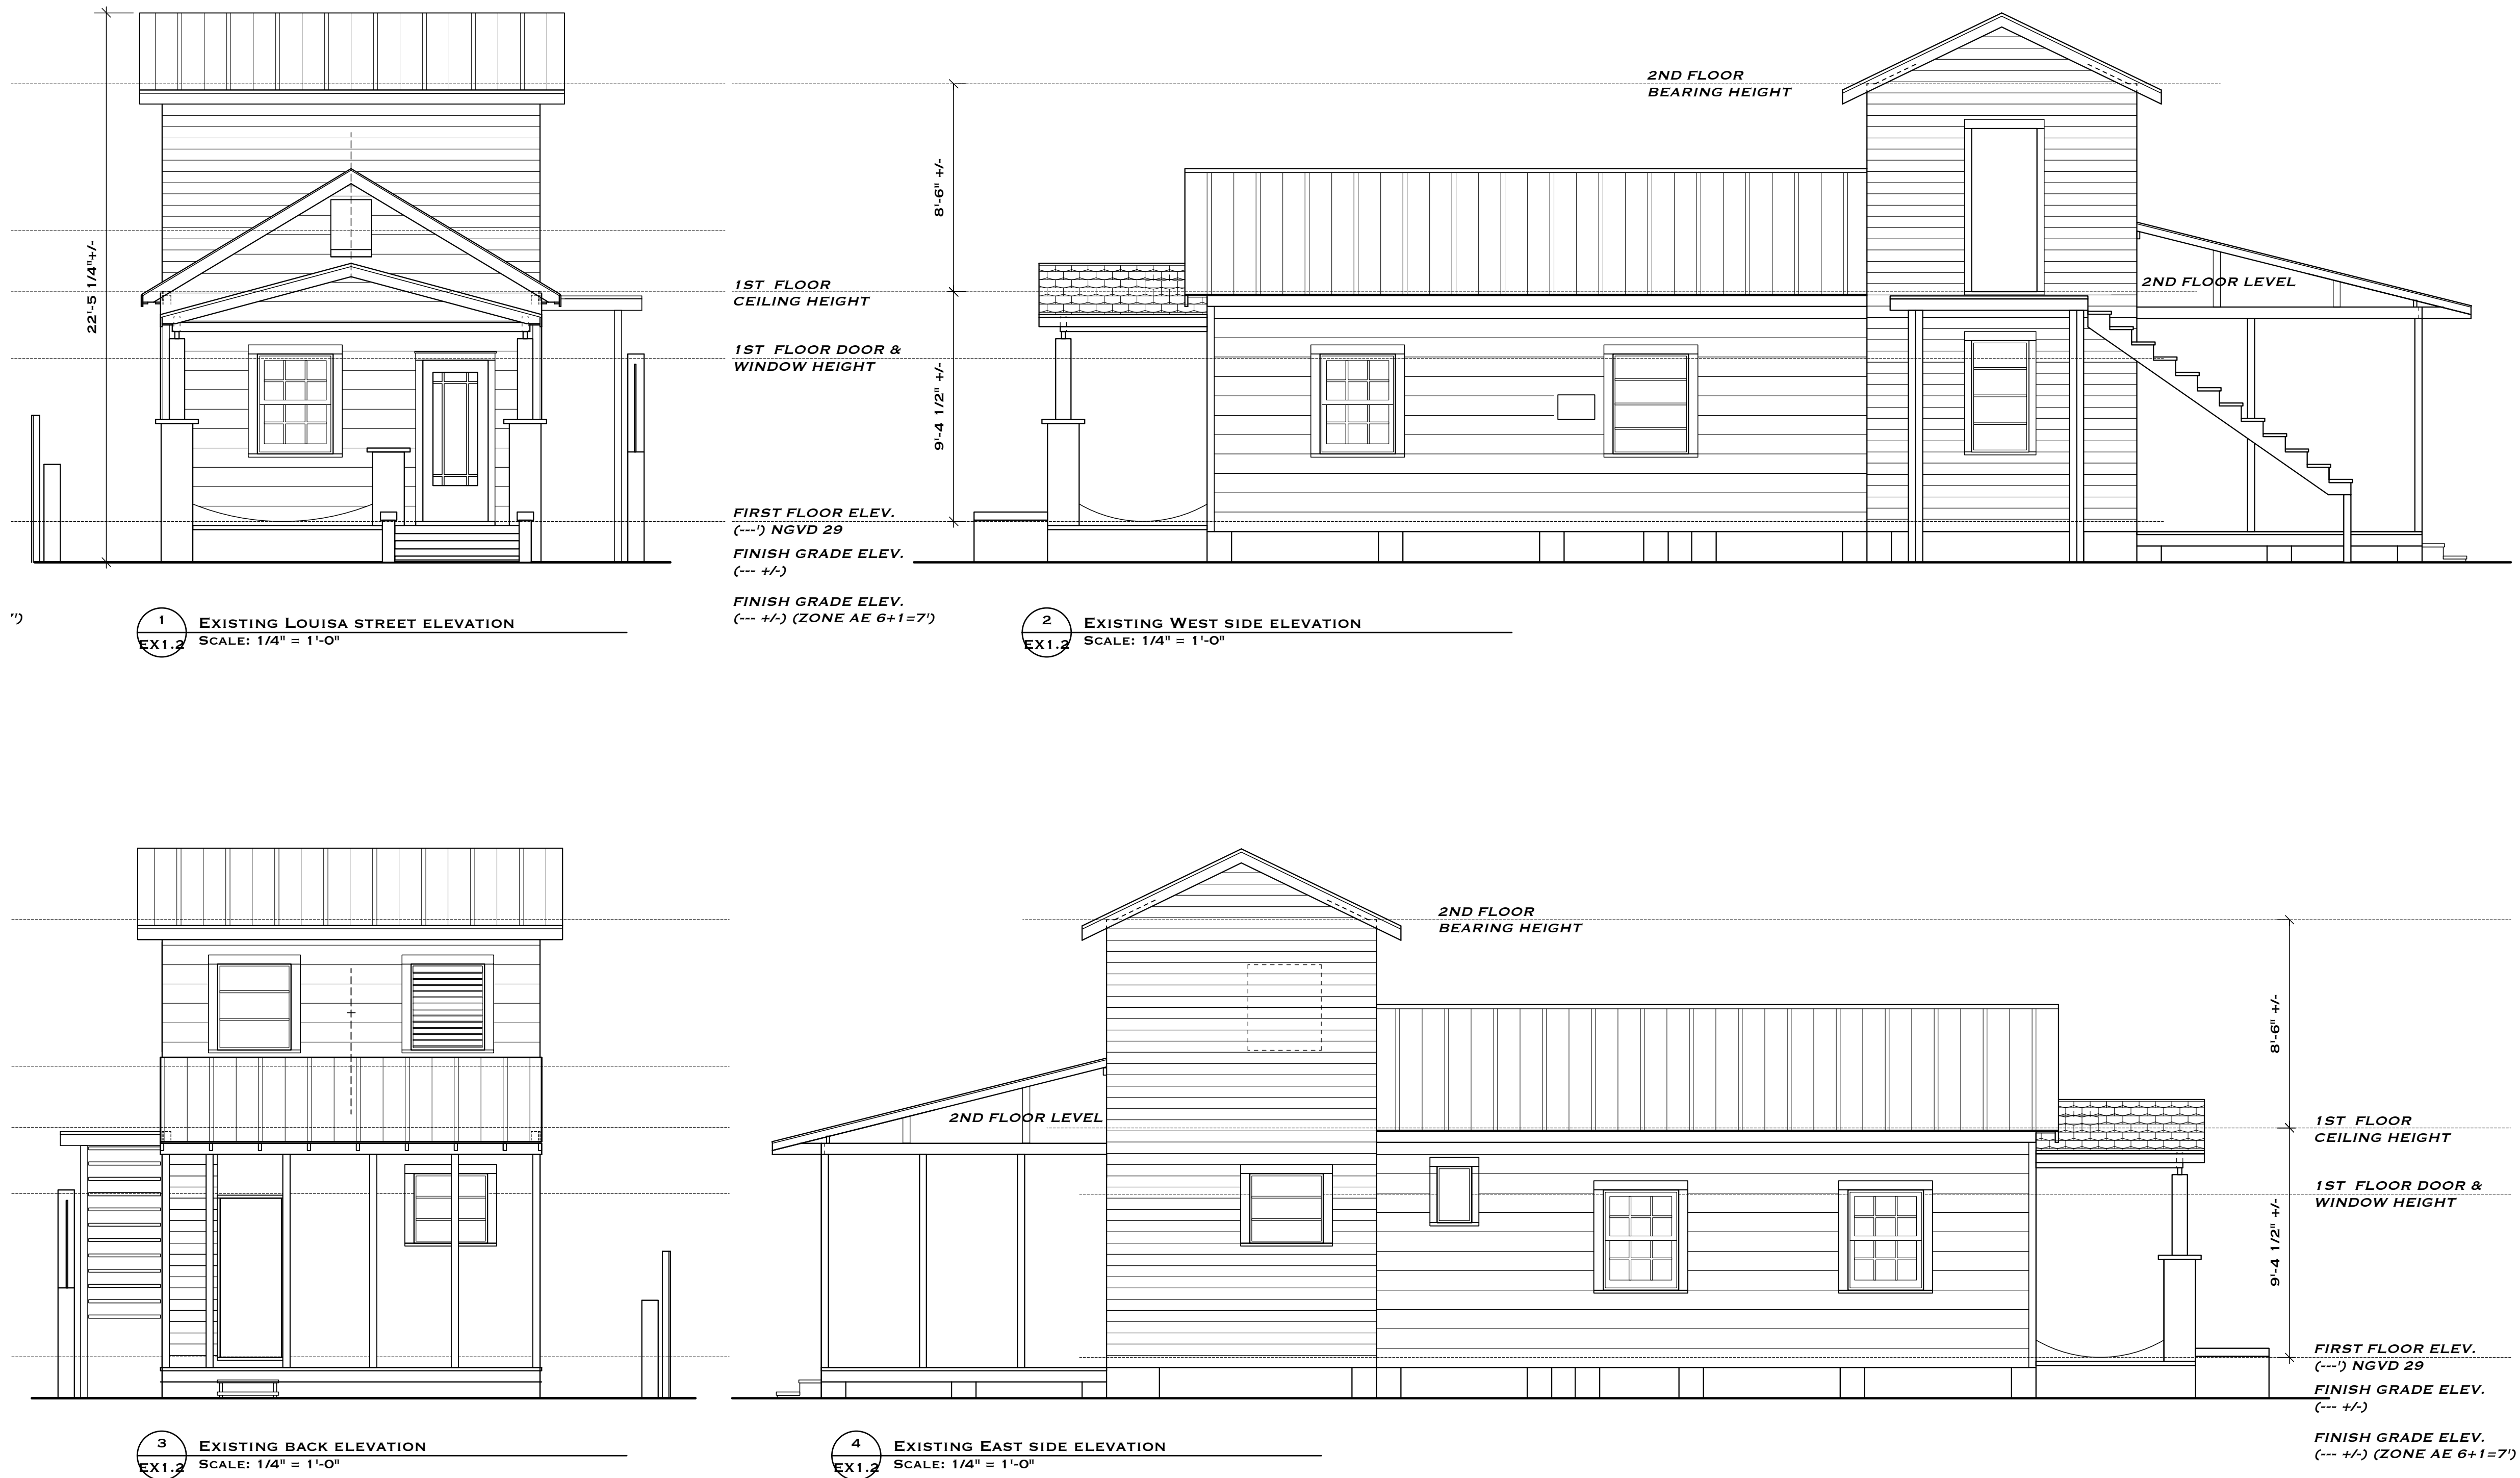 22'-5 1/4"+/-
1ST  FLOOR
CEILING HEIGHT
1ST  FLOOR DOOR &
WINDOW HEIGHT
FIRST FLOOR ELEV.
(---') NGVD 29
FINISH GRADE ELEV.
(--- +/-)
FINISH GRADE ELEV.
(--- +/-) (ZONE AE 6+1=7')
7')
1
EX1.2
EXISTING LOUISA STREET ELEVATION
SCALE: 1/4" = 1'-0"
2ND FLOOR
BEARING HEIGHT
8'-6" +/-
9'-4 1/2" +/-
2ND FLOOR LEVEL
2
EX1.2
EXISTING WEST SIDE ELEVATION
SCALE: 1/4" = 1'-0"
3
EX1.2
EXISTING BACK ELEVATION
SCALE: 1/4" = 1'-0"
2ND FLOOR
BEARING HEIGHT
2ND FLOOR LEVEL
8'-6" +/-
9'-4 1/2" +/-
1ST  FLOOR
CEILING HEIGHT
1ST  FLOOR DOOR &
WINDOW HEIGHT
FIRST FLOOR ELEV.
(---') NGVD 29
FINISH GRADE ELEV.
(--- +/-)
FINISH GRADE ELEV.
(--- +/-) (ZONE AE 6+1=7')
4
EX1.2
EXISTING EAST SIDE ELEVATION
SCALE: 1/4" = 1'-0"